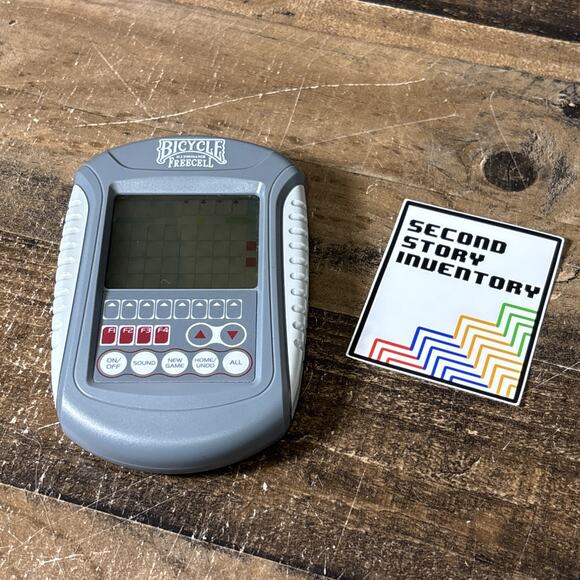 BICYCLE
ILLUMINATED
FREECELL
F1 F2 F3 F4
ON/
OFF
SOUND
NEW
GAME
HOME/
UNDO
ALL
SECOND
STORY
INVENTORY